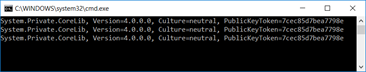 C:\WINDOWS\system32\cmd.exe
System.Private.CoreLib, Version=4.0.0.0, Culture=neutral, PublicKeyToken=7cec85d7bea7798e
System.Private.CoreLib, Version=4.0.0.0, Culture=neutral, PublicKeyToken=7cec85d7bea7798e
System.Private.CoreLib, Version=4.0.0.0, Culture=neutral, PublicKeyToken=7cec85d7bea7798e